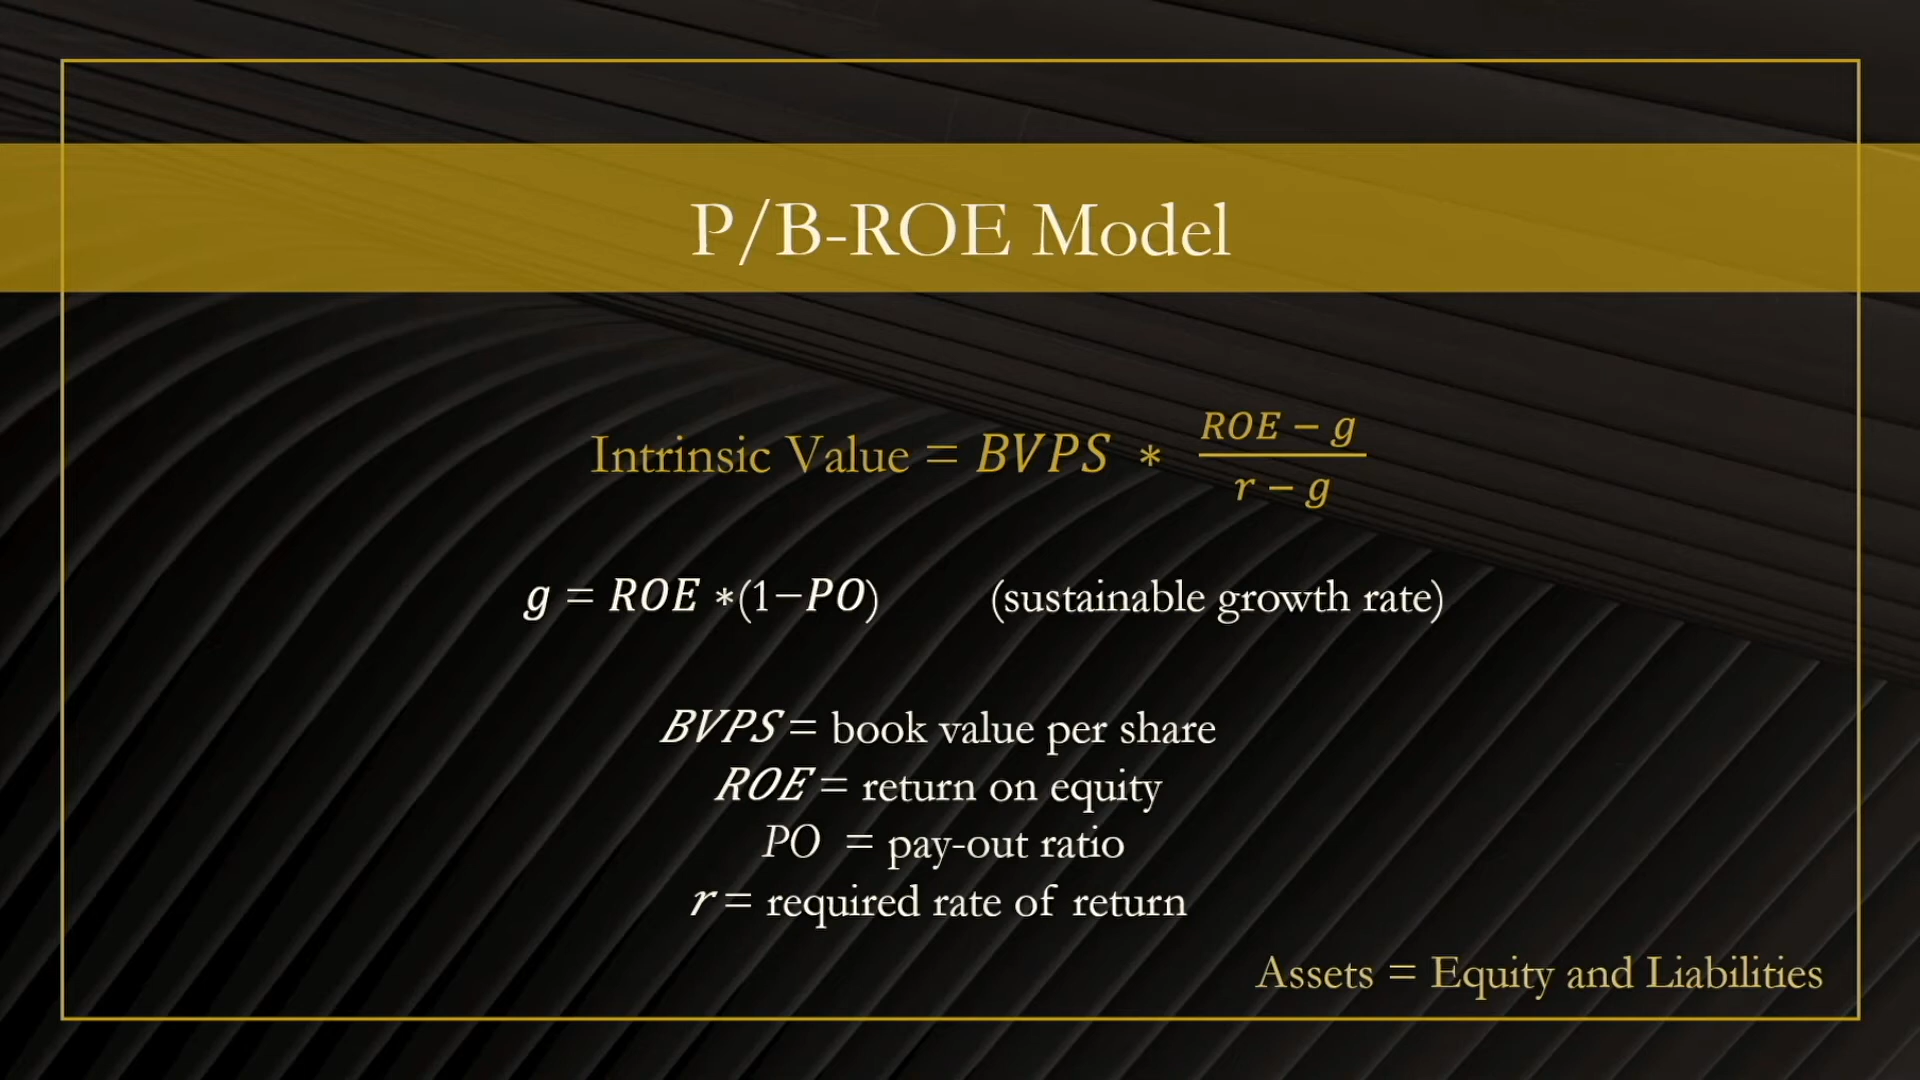 P/B-ROE Model
Intrinsic Value = BVPS * \frac{ROE − g}{r − g}
g = ROE *(1−PO) (sustainable growth rate)
BVPS = book value per share
ROE = return on equity
PO = pay-out ratio
r = required rate of return
Assets = Equity and Liabilities